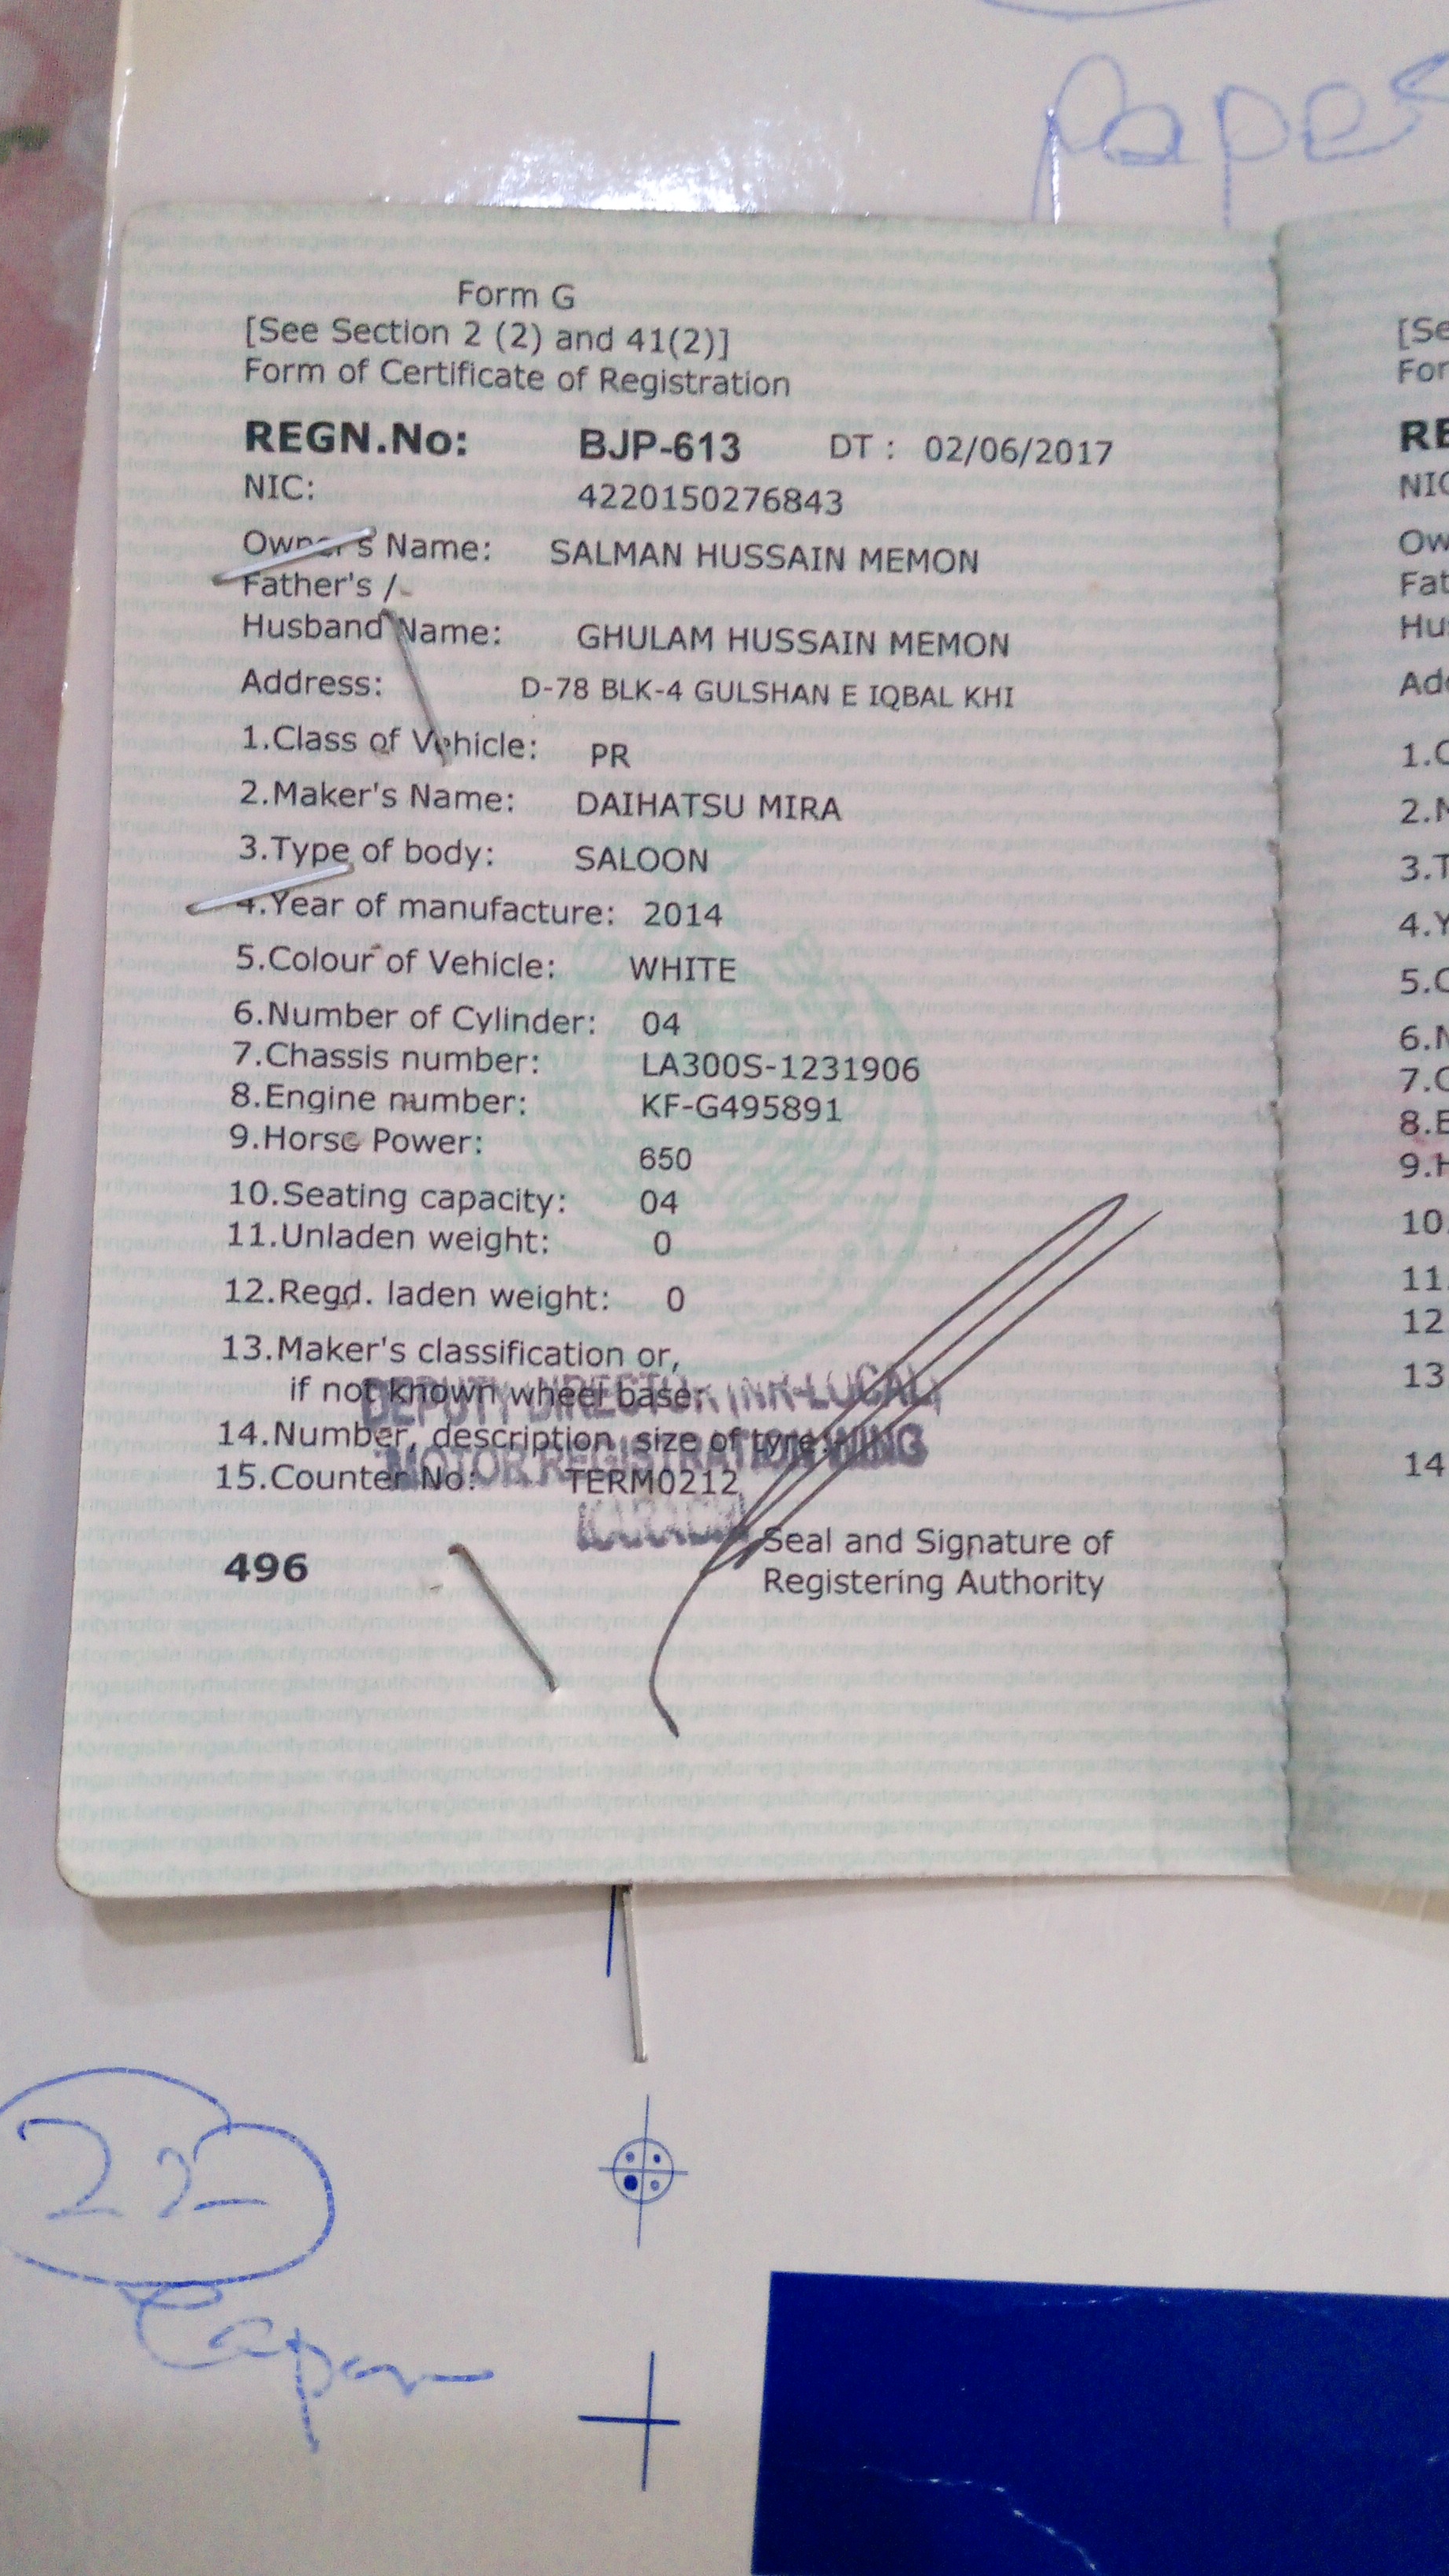 Paper
Form G
[See Section 2 (2) and 41(2)]
Form of Certificate of Registration
REGN.No: BJP-613 DT : 02/06/2017
NIC: 4220150276843
Owner's Name: SALMAN HUSSAIN MEMON
Father's /
Husband Name: GHULAM HUSSAIN MEMON
Address: D-78 BLK-4 GULSHAN E IQBAL KHI
1.Class of Vehicle: PR
2.Maker's Name: DAIHATSU MIRA
3.Type of body: SALOON
4.Year of manufacture: 2014
5.Colour of Vehicle: WHITE
6.Number of Cylinder: 04
7.Chassis number: LA300S-1231906
8.Engine number: KF-G495891
9.Horse Power: 650
10.Seating capacity: 04
11.Unladen weight: 0
12.Regd. laden weight: 0
13.Maker's classification or,
if not known wheel base:
DEPUTY DIRECTOR (NR-LOCAL)
14.Number, description, size of tyre:
MOTOR REGISTRATION WING
15.Counter No: TERM0212
KARACHI
Seal and Signature of
Registering Authority
496
[Se
For
RE
NIC
Ow
Fat
Hu
Add
1.C
2.M
3.T
4.Y
5.C
6.N
7.C
8.E
9.H
10.
11.
12
13
14